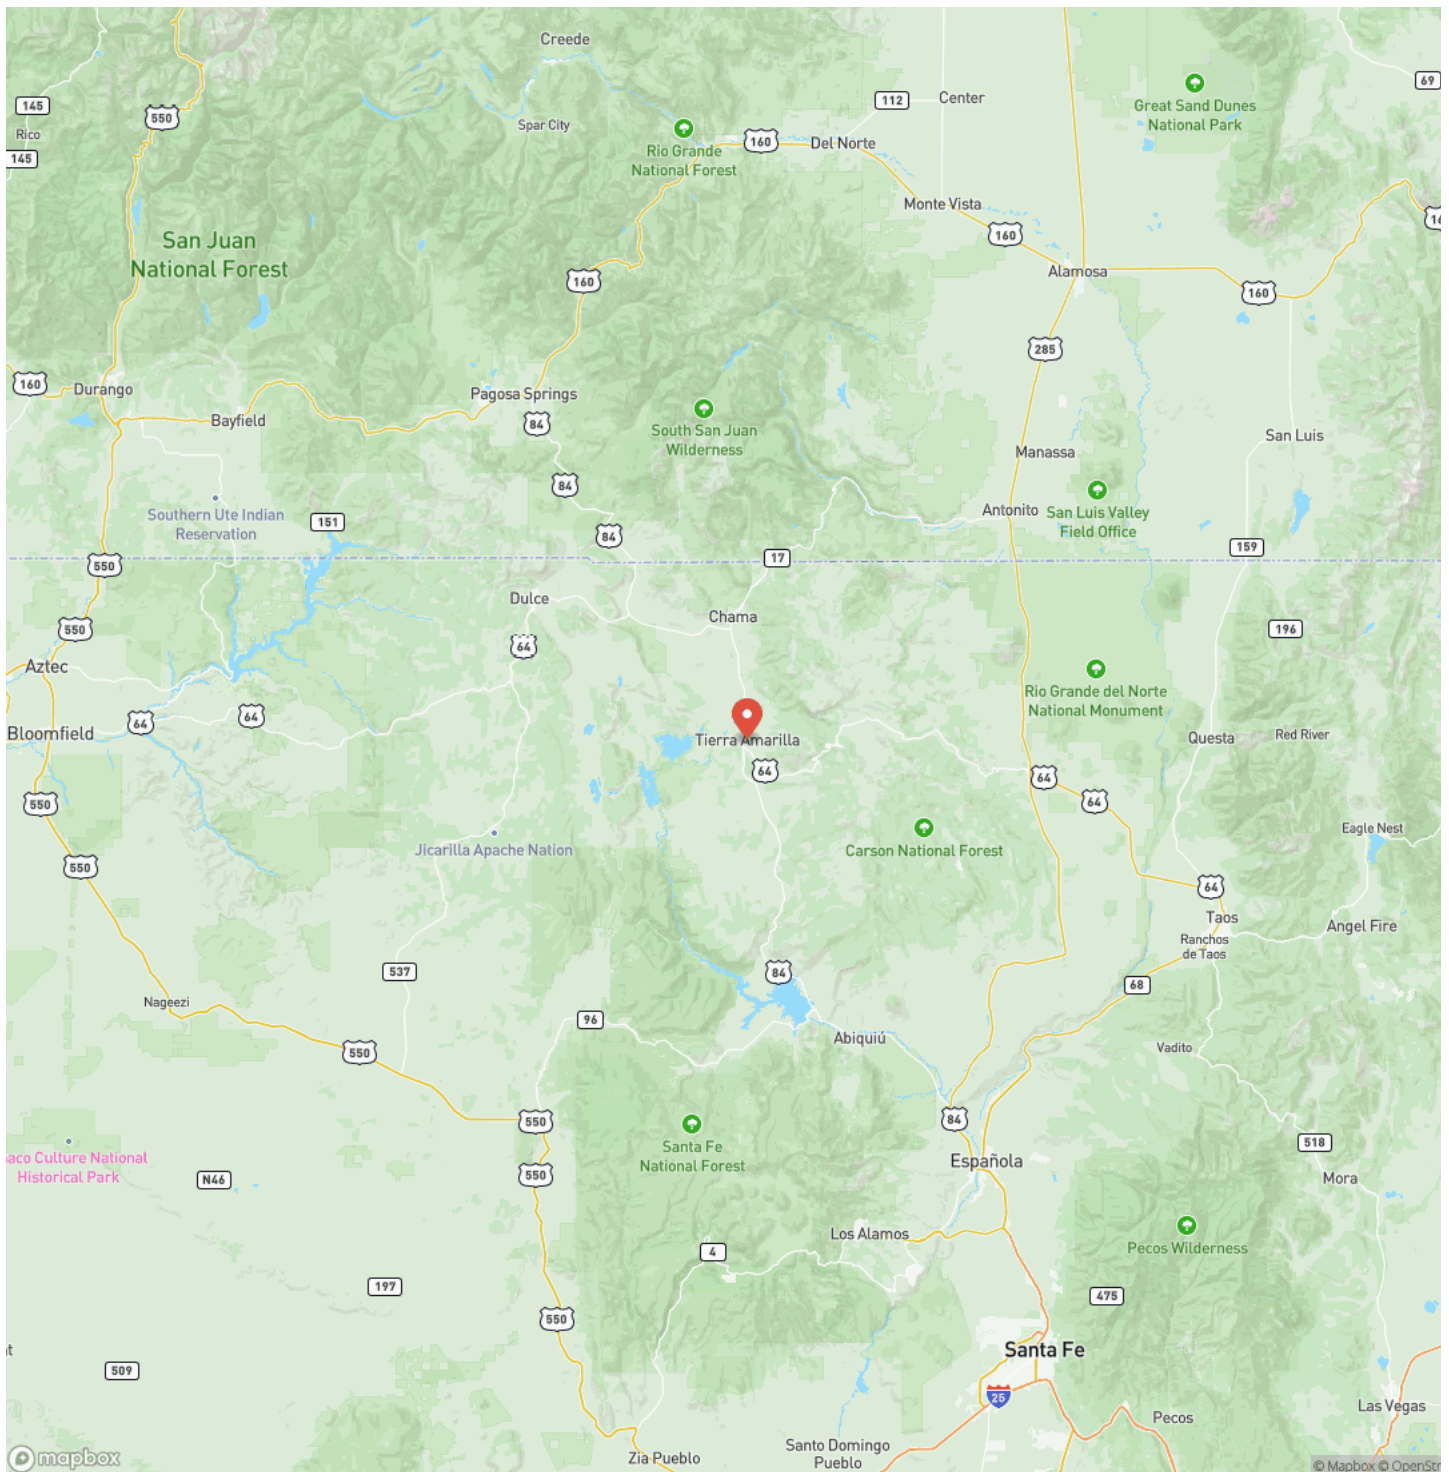 Creede
145
550
69
Center
112
Great Sand Dunes
National Park
Rico
Spar City
145
Rio Grande
National Forest
160
Del Norte
Monte Vista
160
San Juan
National Forest
160
Alamosa
160
160
285
160
Durango
Pagosa Springs
Bayfield
84
South San Juan
Wilderness
San Luis
Manassa
84
Southern Ute Indian
Reservation
151
Antonito
San Luis Valley
Field Office
84
550
17
159
Dulce
Chama
550
196
64
Aztec
Rio Grande del Norte
National Monument
64
64
Bloomfield
Tierra Amarilla
Questa
Red River
64
64
550
64
Eagle Nest
Jicarilla Apache Nation
Carson National Forest
550
64
Taos
Angel Fire
Ranchos
de Taos
537
84
68
Nageezi
96
Abiquiú
Vadito
550
550
84
Santa Fe
National Forest
518
aco Culture National
Historical Park
Española
550
N46
Mora
Los Alamos
Pecos Wilderness
4
197
475
550
Santa Fe
509
25
Las Vegas
Pecos
Santo Domingo
Pueblo
Zia Pueblo
mapbox
© Mapbox © OpenStr